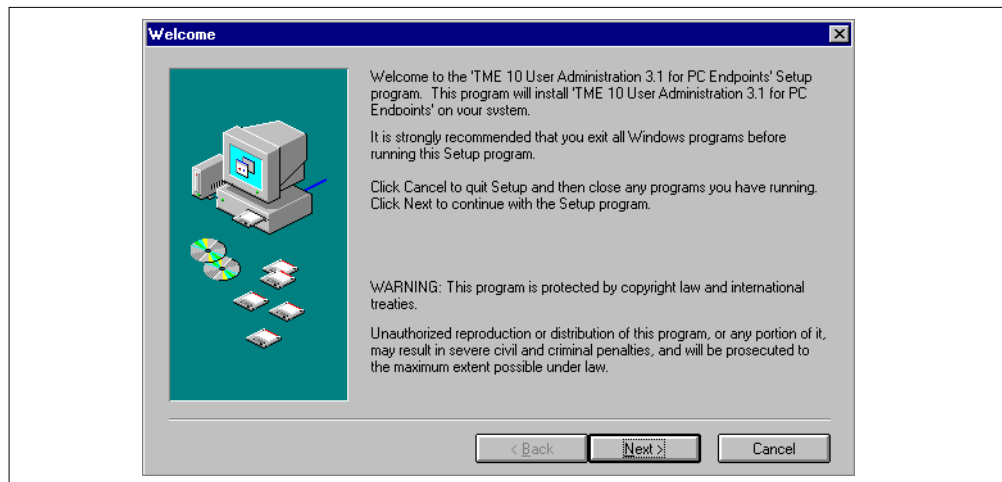 Welcome
Welcome to the 'TME 10 User Administration 3.1 for PC Endpoints' Setup
program. This program will install 'TME 10 User Administration 3.1 for PC
Endpoints' on your system.
It is strongly recommended that you exit all Windows programs before
running this Setup program.
Click Cancel to quit Setup and then close any programs you have running.
Click Next to continue with the Setup program.
WARNING: This program is protected by copyright law and international
treaties.
Unauthorized reproduction or distribution of this program, or any portion of it,
may result in severe civil and criminal penalties, and will be prosecuted to
the maximum extent possible under law.
< Back
Next >
Cancel